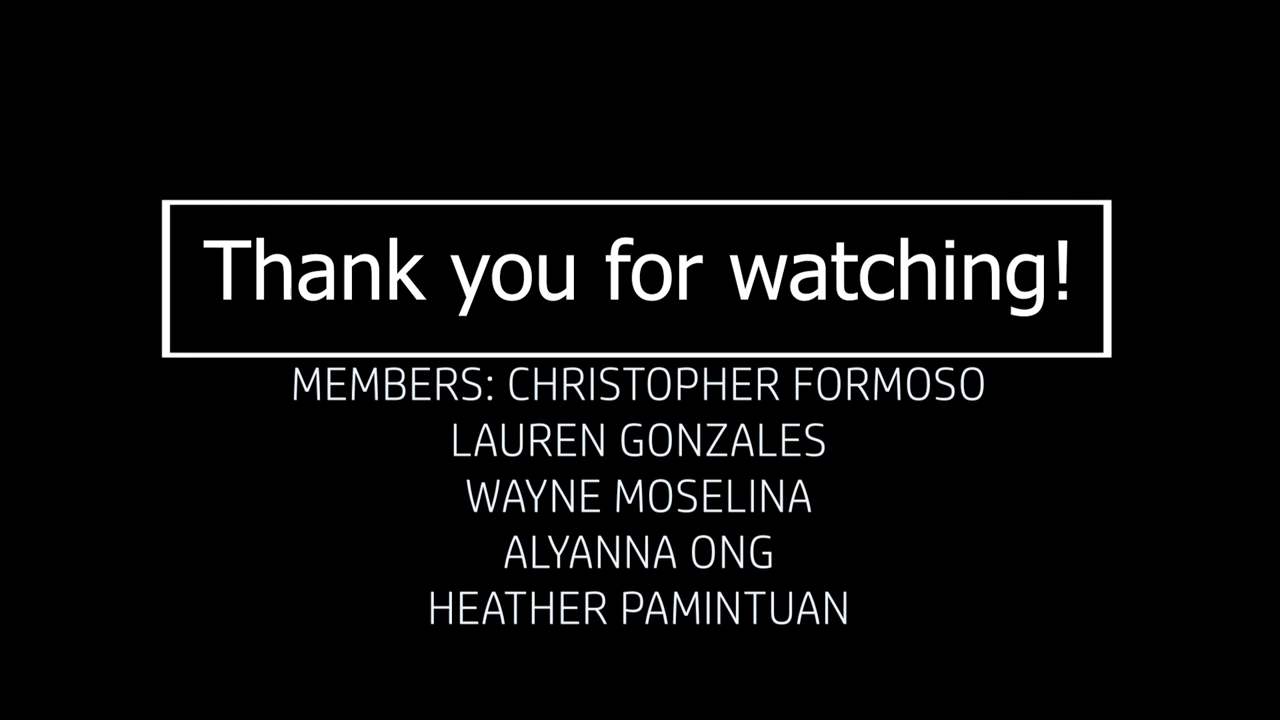 Thank you for watching!
MEMBERS: CHRISTOPHER FORMOSO
LAUREN GONZALES
WAYNE MOSELINA
ALYANNA ONG
HEATHER PAMINTUAN